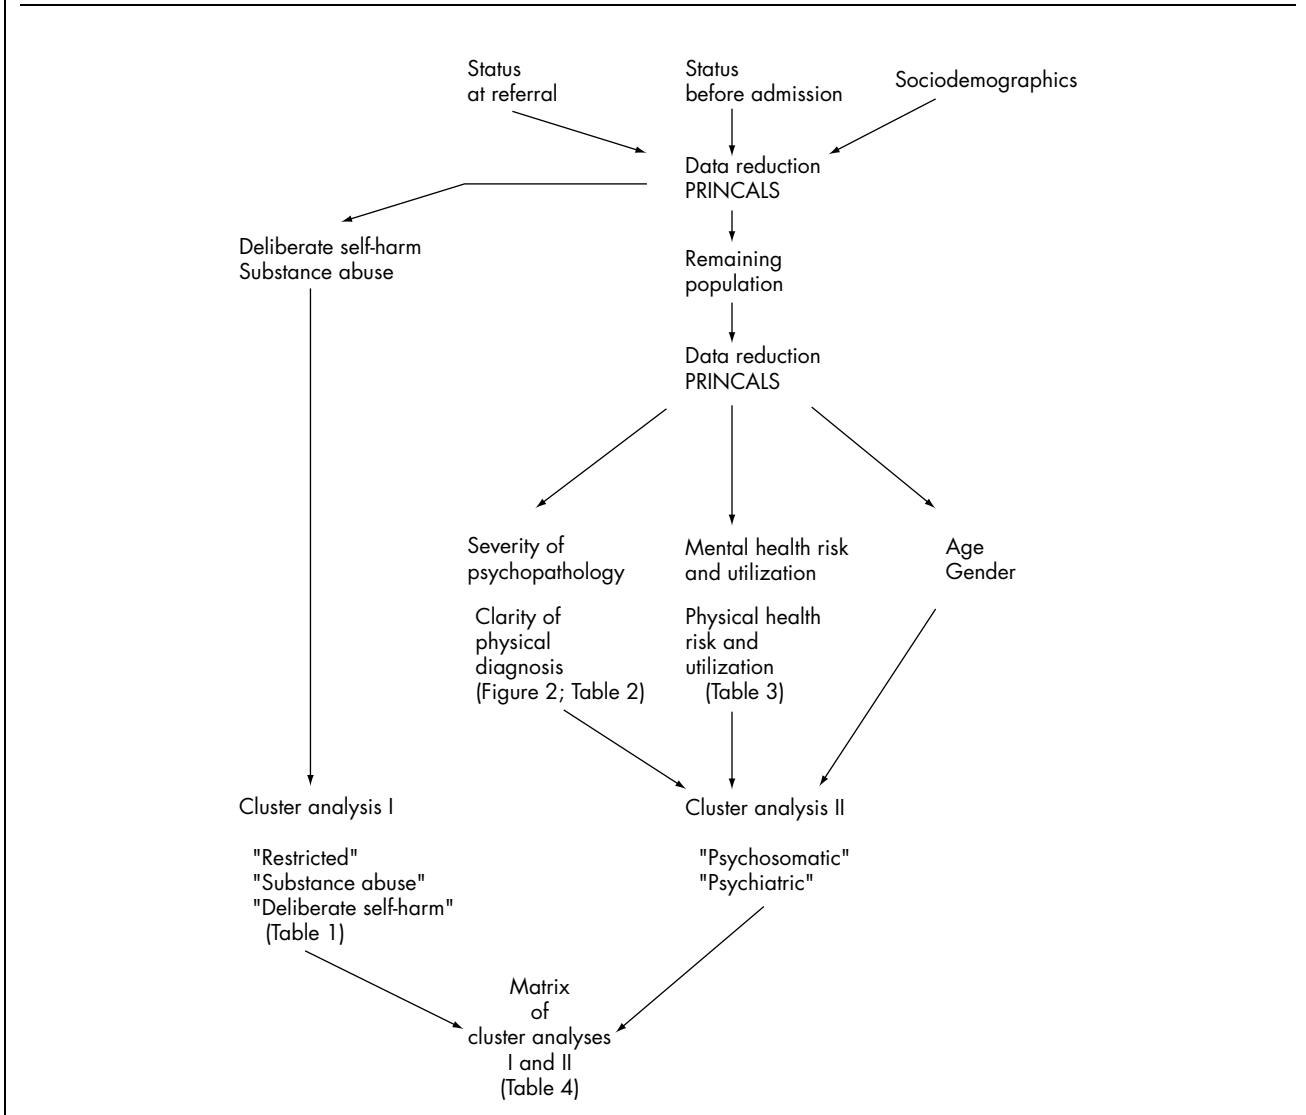 Status
at referral
Status
before admission
Sociodemographics
Data reduction
PRINCALS
Deliberate self-harm
Substance abuse
Remaining
population
Data reduction
PRINCALS
Severity of
psychopathology
Clarity of
physical
diagnosis
(Figure 2; Table 2)
Mental health risk
and utilization
Physical health
risk and
utilization
(Table 3)
Age
Gender
Cluster analysis I
"Restricted"
"Substance abuse"
"Deliberate self-harm"
(Table 1)
Cluster analysis II
"Psychosomatic"
"Psychiatric"
Matrix
of
cluster analyses
I and II
(Table 4)